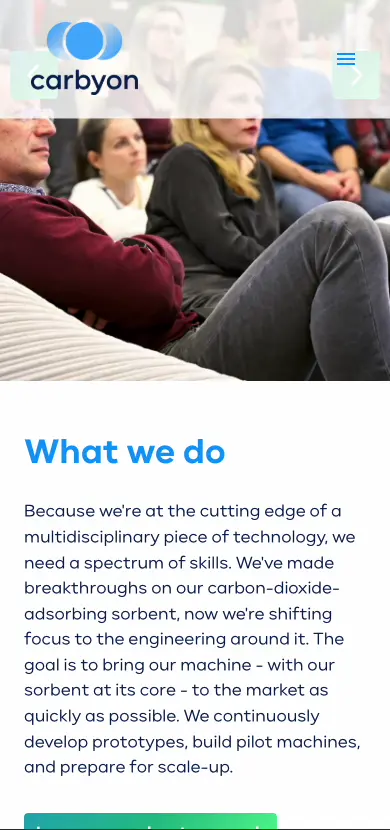 carbyon
What we do
Because we're at the cutting edge of a
multidisciplinary piece of technology, we
need a spectrum of skills. We've made
breakthroughs on our carbon-dioxide-
adsorbing sorbent, now we're shifting
focus to the engineering around it. The
goal is to bring our machine - with our
sorbent at its core - to the market as
quickly as possible. We continuously
develop prototypes, build pilot machines,
and prepare for scale-up.